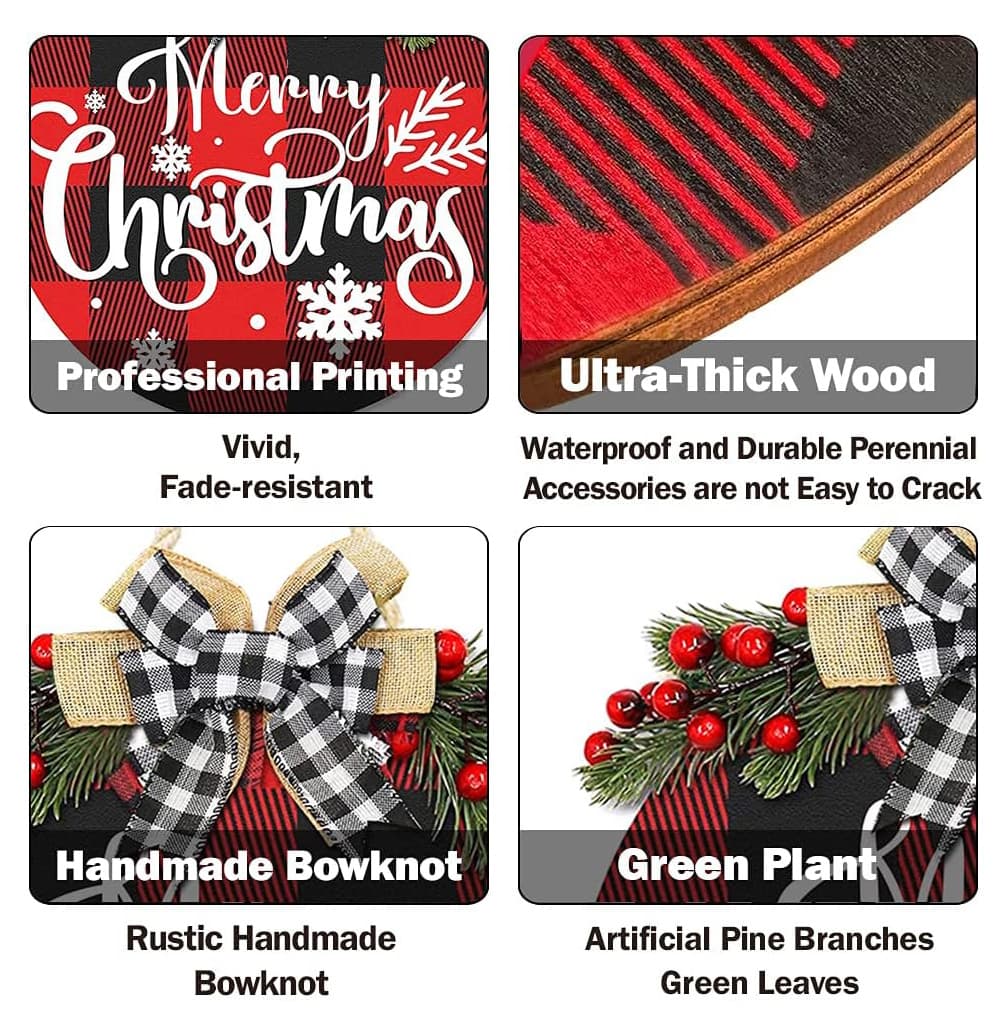 Merry
Christmas
Professional Printing
Vivid,
Fade-resistant
Ultra-Thick Wood
Waterproof and Durable Perennial
Accessories are not Easy to Crack
Handmade Bowknot
Rustic Handmade
Bowknot
Green Plant
Artificial Pine Branches
Green Leaves